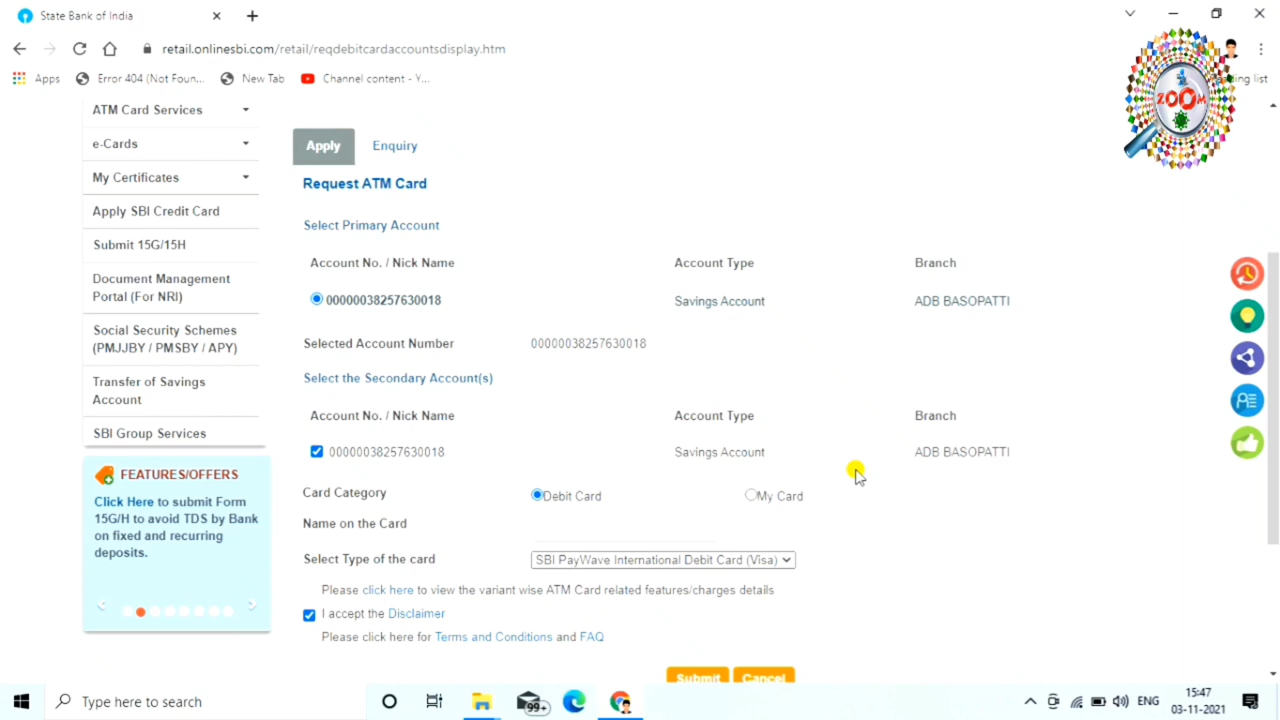 State Bank of India
retail.onlinesbi.com/retail/reqdebitcardaccountsdisplay.htm
Apps
Error 404 (Not Foun...
New Tab
Channel content - Y...
ding list
ZOOM
ATM Card Services
e-Cards
My Certificates
Apply SBI Credit Card
Submit 15G/15H
Document Management
Portal (For NRI)
Social Security Schemes
(PMJJBY / PMSBY / APY)
Transfer of Savings
Account
SBI Group Services
FEATURES/OFFERS
Click Here to submit Form
15G/H to avoid TDS by Bank
on fixed and recurring
deposits.
Apply Enquiry
Request ATM Card
Select Primary Account
Account No. / Nick Name Account Type Branch
00000038257630018 Savings Account ADB BASOPATTI
Selected Account Number 00000038257630018
Select the Secondary Account(s)
Account No. / Nick Name Account Type Branch
00000038257630018 Savings Account ADB BASOPATTI
Card Category Debit Card My Card
Name on the Card
Select Type of the card SBI PayWave International Debit Card (Visa)
Please click here to view the variant wise ATM Card related features/charges details
I accept the Disclaimer
Please click here for Terms and Conditions and FAQ
Submit Cancel
Type here to search
99+
ENG
15:47
03-11-2021